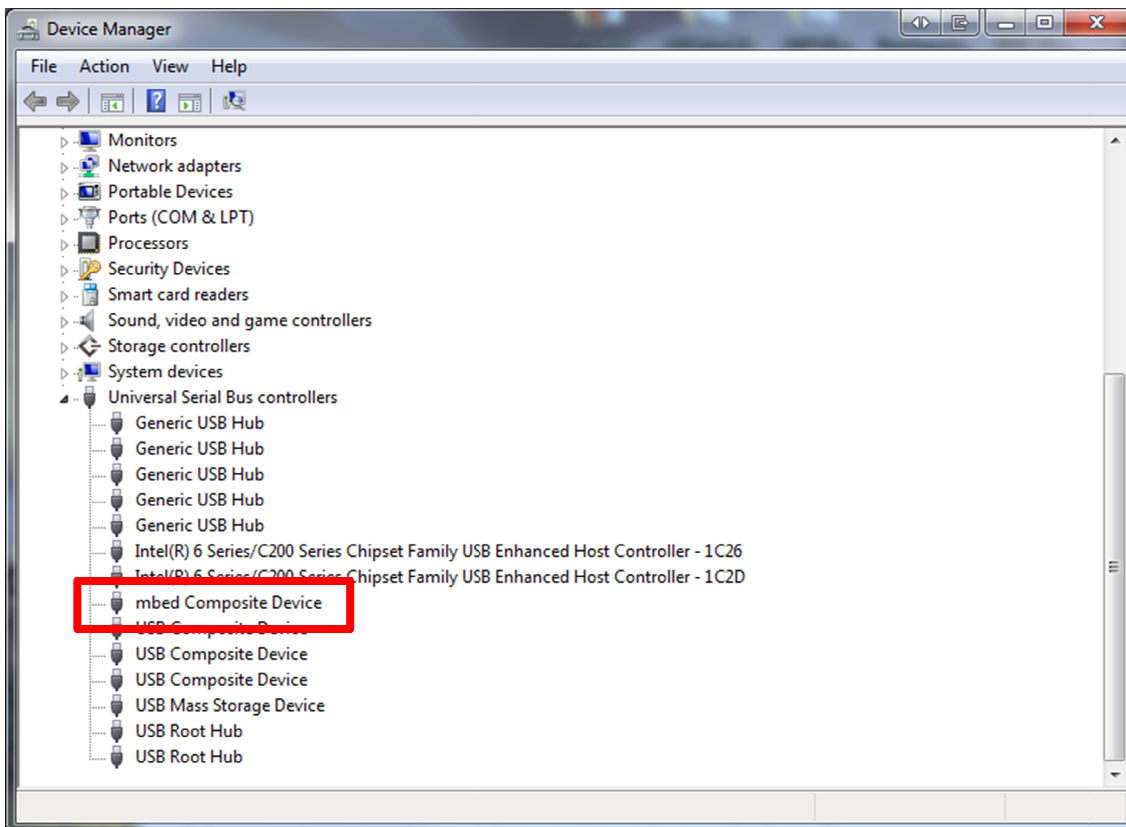 Device Manager
File Action View Help
Monitors
Network adapters
Portable Devices
Ports (COM & LPT)
Processors
Security Devices
Smart card readers
Sound, video and game controllers
Storage controllers
System devices
Universal Serial Bus controllers
Generic USB Hub
Generic USB Hub
Generic USB Hub
Generic USB Hub
Generic USB Hub
Intel(R) 6 Series/C200 Series Chipset Family USB Enhanced Host Controller - 1C26
Intel(R) 6 Series/C200 Series Chipset Family USB Enhanced Host Controller - 1C2D
mbed Composite Device
USB Composite Device
USB Composite Device
USB Composite Device
USB Mass Storage Device
USB Root Hub
USB Root Hub